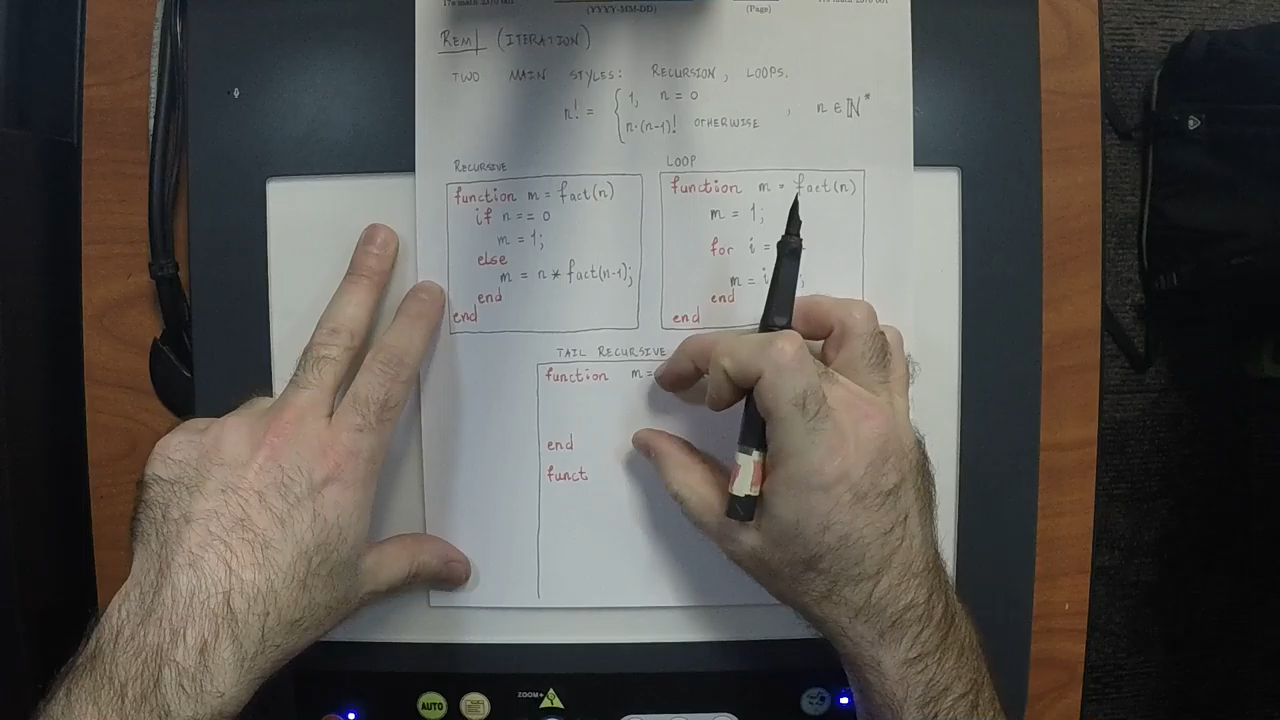 (YYYY-MM-DD)
(Page)
REM (ITERATION)
TWO MAIN STYLES: RECURSION, LOOPS.
n! = { 1, n = 0
n·(n-1)! OTHERWISE , n ∈ ℕ*
RECURSIVE
function m = fact(n)
if n == 0
m = 1;
else
m = n * fact(n-1);
end
end
LOOP
function m = fact(n)
m = 1;
for i =
m = i
end
end
TAIL RECURSIVE
function m =
end
funct
AUTO
ZOOM+